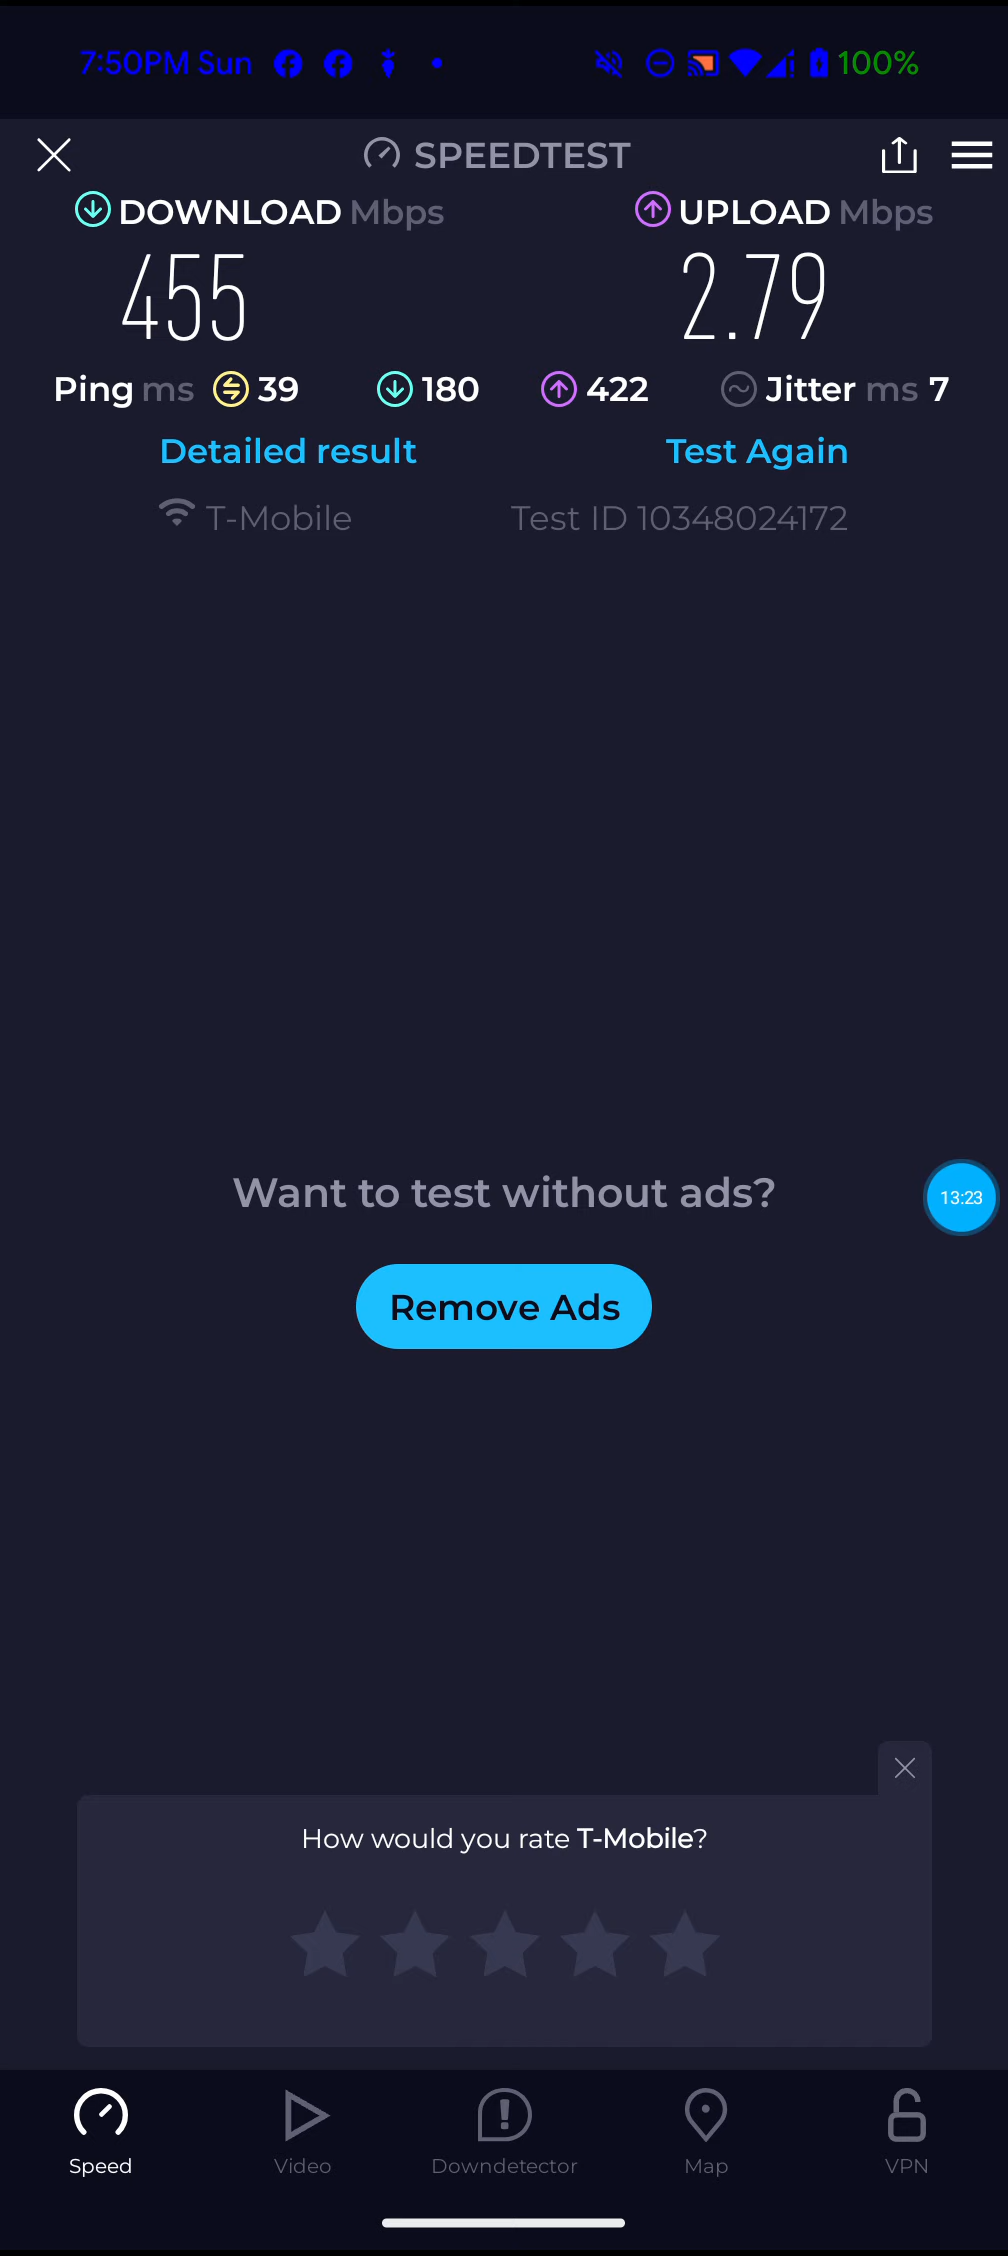 7:50PM Sun 100%
SPEEDTEST
DOWNLOAD Mbps UPLOAD Mbps
455 2.79
Ping ms 39 180 422 Jitter ms 7
Detailed result Test Again
T-Mobile Test ID 10348024172
Want to test without ads?
13:23
Remove Ads
How would you rate T-Mobile?
Speed Video Downdetector Map VPN